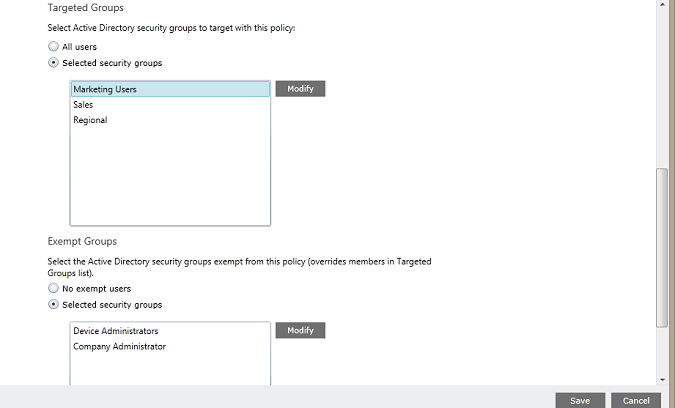 Targeted Groups
Select Active Directory security groups to target with this policy:
All users
Selected security groups
Marketing Users
Modify
Sales
Regional
Exempt Groups
Select the Active Directory security groups exempt from this policy (overrides members in Targeted
Groups list).
No exempt users
Selected security groups
Device Administrators
Modify
Company Administrator
Save
Cancel